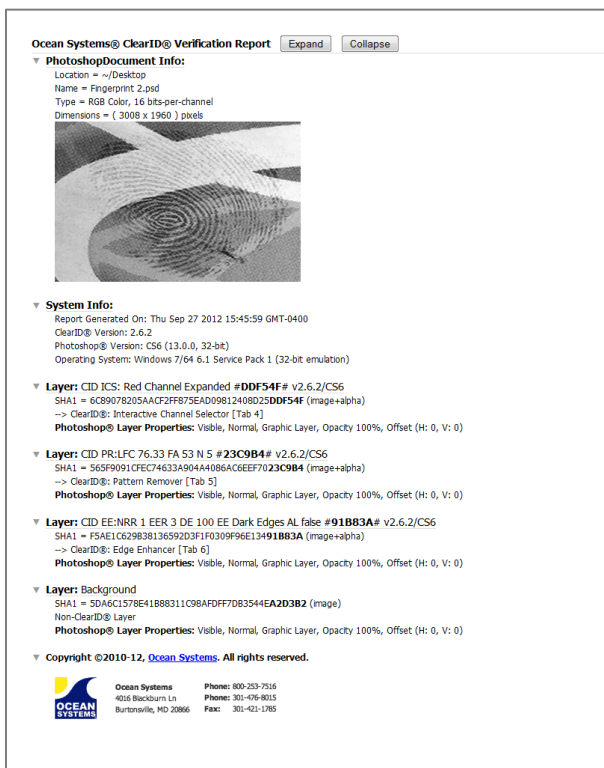 Ocean Systems® ClearID® Verification Report Expand Collapse
PhotoshopDocument Info:
Location = ~/Desktop
Name = Fingerprint 2.psd
Type = RGB Color, 16 bits-per-channel
Dimensions = ( 3008 x 1960 ) pixels
System Info:
Report Generated On: Thu Sep 27 2012 15:45:59 GMT-0400
ClearID® Version: 2.6.2
Photoshop® Version: CS6 (13.0.0, 32-bit)
Operating System: Windows 7/64 6.1 Service Pack 1 (32-bit emulation)
Layer: CID ICS: Red Channel Expanded #DDF54F# v2.6.2/CS6
SHA1 = 6C89078205AACF2FF875EAD09812408D25DDF54F (image+alpha)
--> ClearID®: Interactive Channel Selector [Tab 4]
Photoshop® Layer Properties: Visible, Normal, Graphic Layer, Opacity 100%, Offset (H: 0, V: 0)
Layer: CID PR:LFC 76.33 FA 53 N 5 #23C9B4# v2.6.2/CS6
SHA1 = 565F9091CFEC74633A904A4086AC6EEF7023C9B4 (image+alpha)
--> ClearID®: Pattern Remover [Tab 5]
Photoshop® Layer Properties: Visible, Normal, Graphic Layer, Opacity 100%, Offset (H: 0, V: 0)
Layer: CID EE:NRR 1 EER 3 DE 100 EE Dark Edges AL false #91B83A# v2.6.2/CS6
SHA1 = F5AE1C629B38136592D3F1F0309F96E13491B83A (image+alpha)
--> ClearID®: Edge Enhancer [Tab 6]
Photoshop® Layer Properties: Visible, Normal, Graphic Layer, Opacity 100%, Offset (H: 0, V: 0)
Layer: Background
SHA1 = 5DA6C1578E41B88311C98AFDFF7DB3544EA2D3B2 (image)
Non-ClearID® Layer
Photoshop® Layer Properties: Visible, Normal, Graphic Layer, Opacity 100%, Offset (H: 0, V: 0)
Copyright ©2010-12, Ocean Systems. All rights reserved.
OCEAN
SYSTEMS
Ocean Systems Phone: 800-253-7516
4016 Blackburn Ln Phone: 301-476-8015
Burtonsville, MD 20866 Fax: 301-421-1785